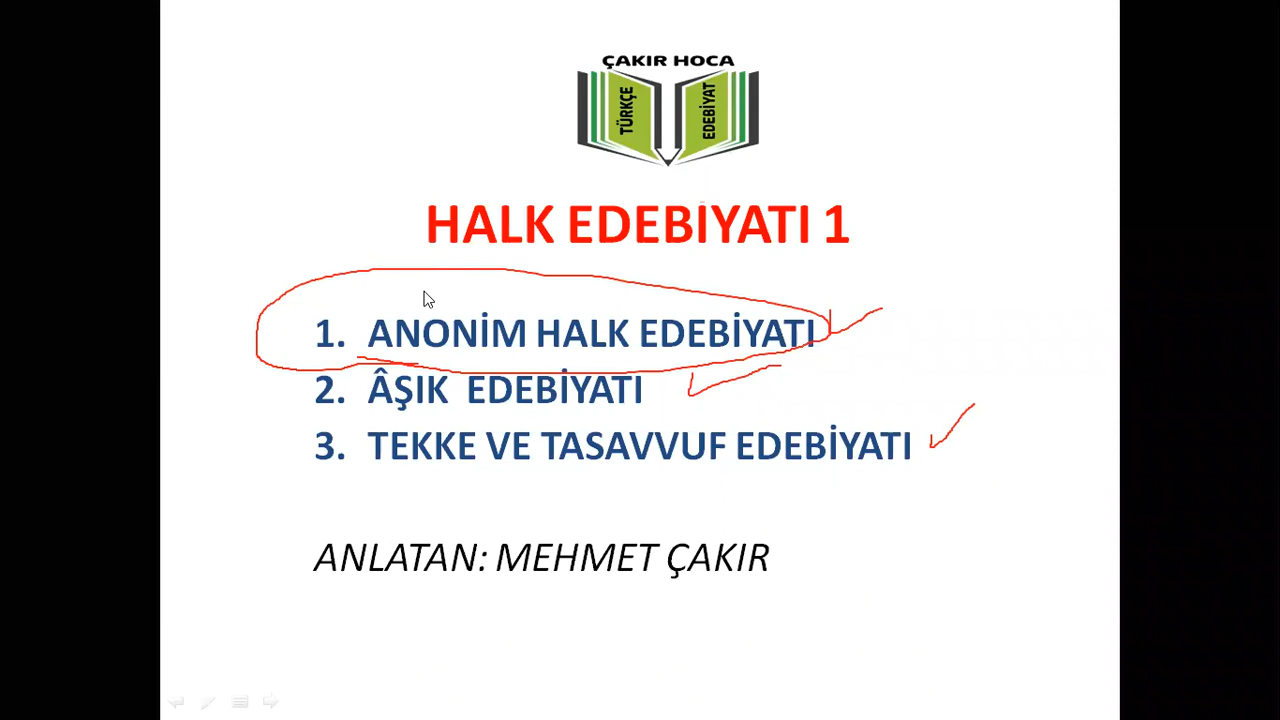 ÇAKIR HOCA
TÜRKÇE
EDEBİYAT
HALK EDEBİYATI 1
1. ANONİM HALK EDEBİYATI
2. ÂŞIK EDEBİYATI
3. TEKKE VE TASAVVUF EDEBİYATI
ANLATAN: MEHMET ÇAKIR